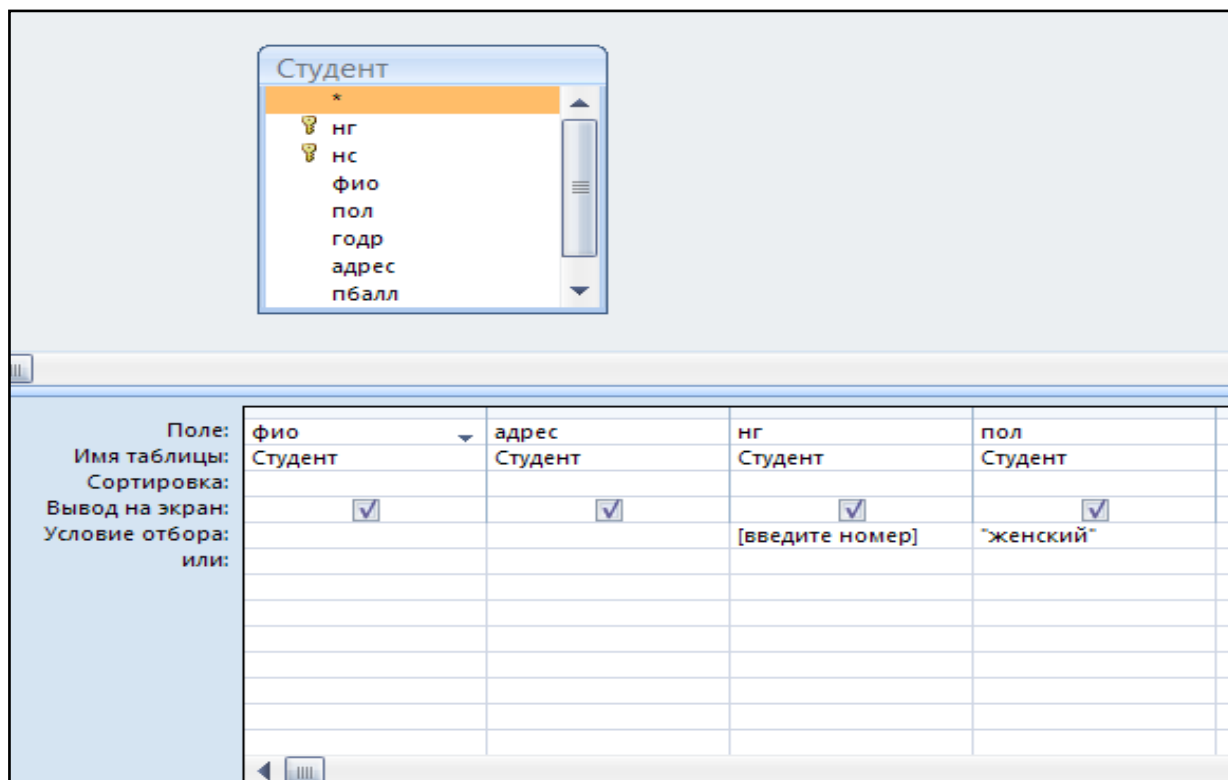 Студент
*
нг
нс
фио
пол
годр
адрес
пбалл
Поле: фио адрес нг пол
Имя таблицы: Студент Студент Студент Студент
Сортировка:
Вывод на экран:
Условие отбора: [введите номер] "женский"
или: